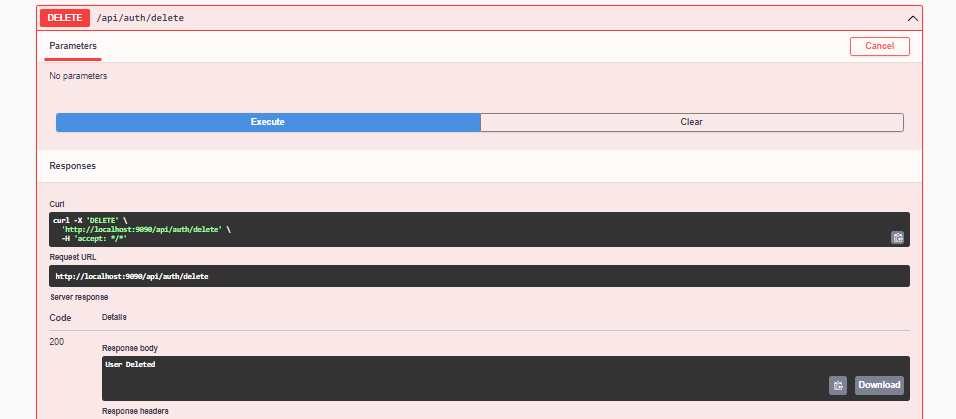 DELETE /api/auth/delete
Parameters
Cancel
No parameters
Execute
Clear
Responses
Curl
curl -X 'DELETE' \
'http://localhost:9090/api/auth/delete' \
-H 'accept: */*'
Request URL
http://localhost:9090/api/auth/delete
Server response
Code Details
200
Response body
User Deleted
Download
Response headers